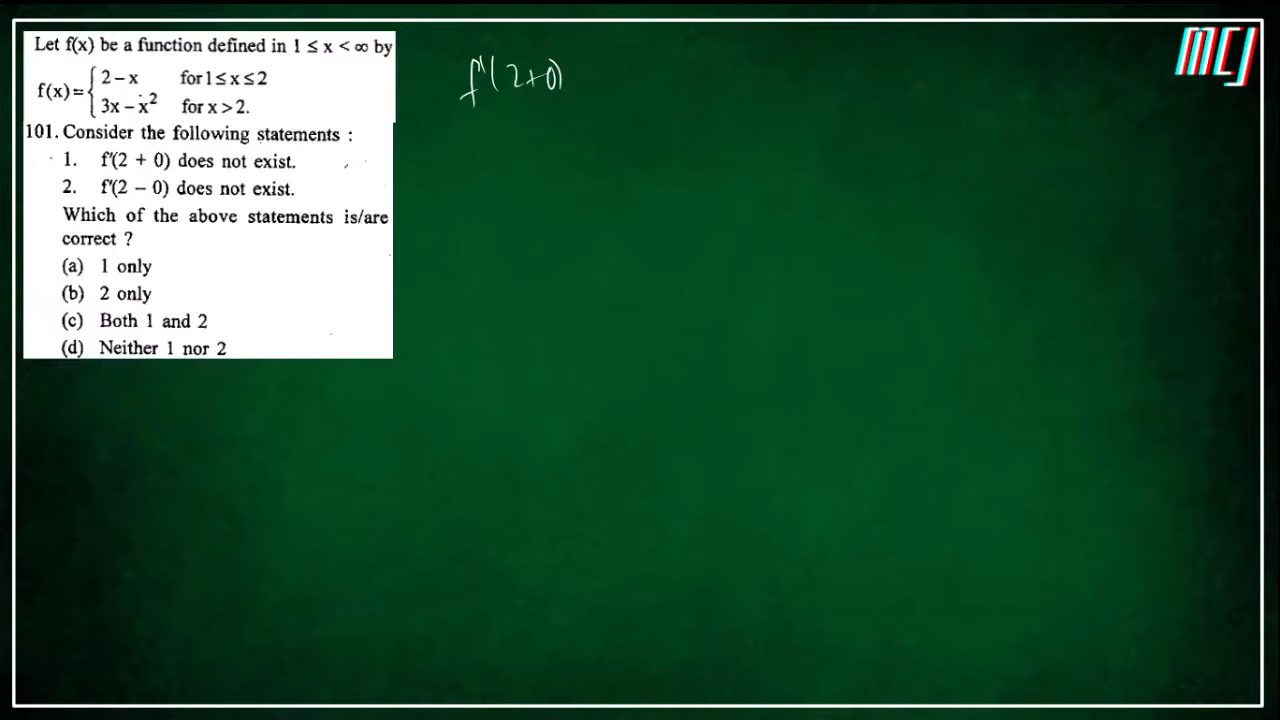 Let f(x) be a function defined in 1 ≤ x < ∞ by
f(x) = { 2 – x for 1 ≤ x ≤ 2
3x – x² for x > 2.
101. Consider the following statements :
1. f'(2 + 0) does not exist.
2. f'(2 – 0) does not exist.
Which of the above statements is/are
correct ?
(a) 1 only
(b) 2 only
(c) Both 1 and 2
(d) Neither 1 nor 2
f'(2+0)
MCJ